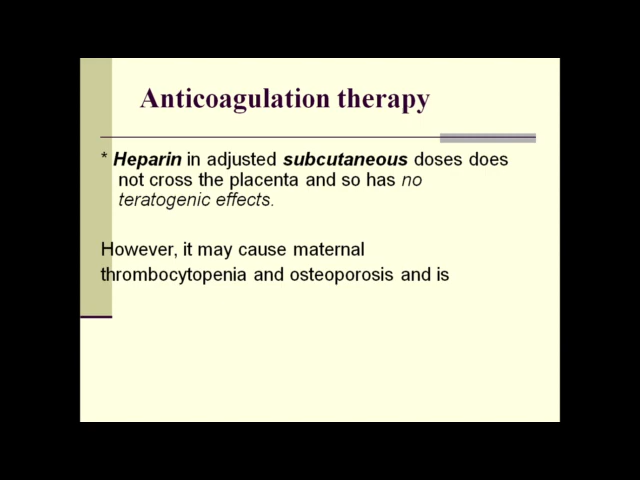 Anticoagulation therapy
* Heparin in adjusted subcutaneous doses does
not cross the placenta and so has no
teratogenic effects.
However, it may cause maternal
thrombocytopenia and osteoporosis and is